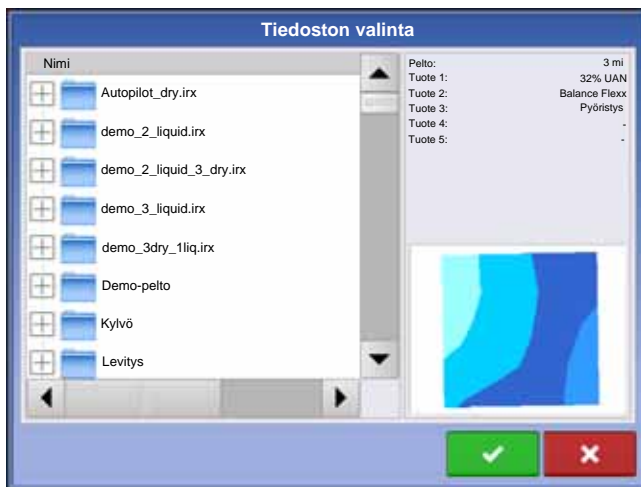 Tiedoston valinta
Nimi
Autopilot_dry.irx
demo_2_liquid.irx
demo_2_liquid_3_dry.irx
demo_3_liquid.irx
demo_3dry_1liq.irx
Demo-pelto
Kylvö
Levitys
Pelto: 3 mi
Tuote 1: 32% UAN
Tuote 2: Balance Flexx
Tuote 3: Pyöristys
Tuote 4: -
Tuote 5: -